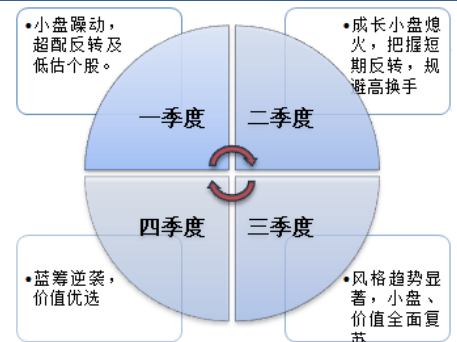 •小盘躁动，
超配反转及
低估个股。
•成长小盘熄
火，把握短
期反转，规
避高换手
一季度
二季度
四季度
三季度
•蓝筹逆袭，
价值优选
•风格趋势显
著，小盘、
价值全面复
苏